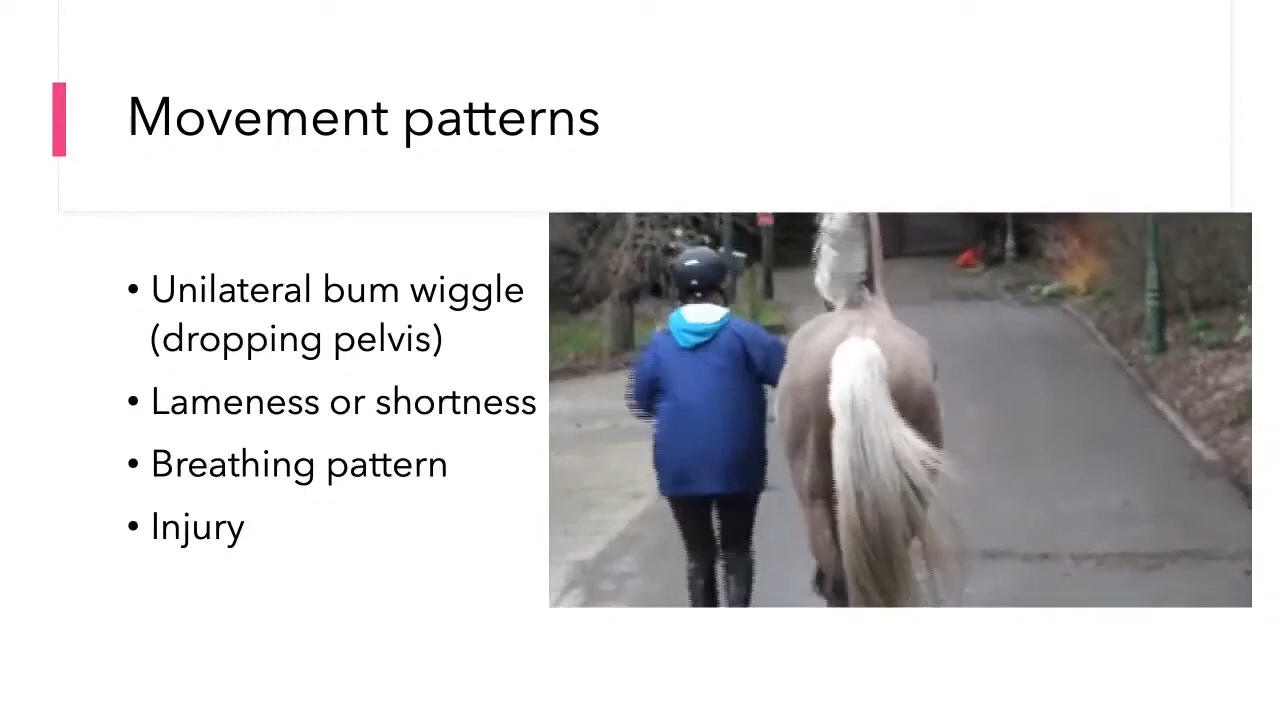 Movement patterns
• Unilateral bum wiggle
(dropping pelvis)
• Lameness or shortness
• Breathing pattern
• Injury